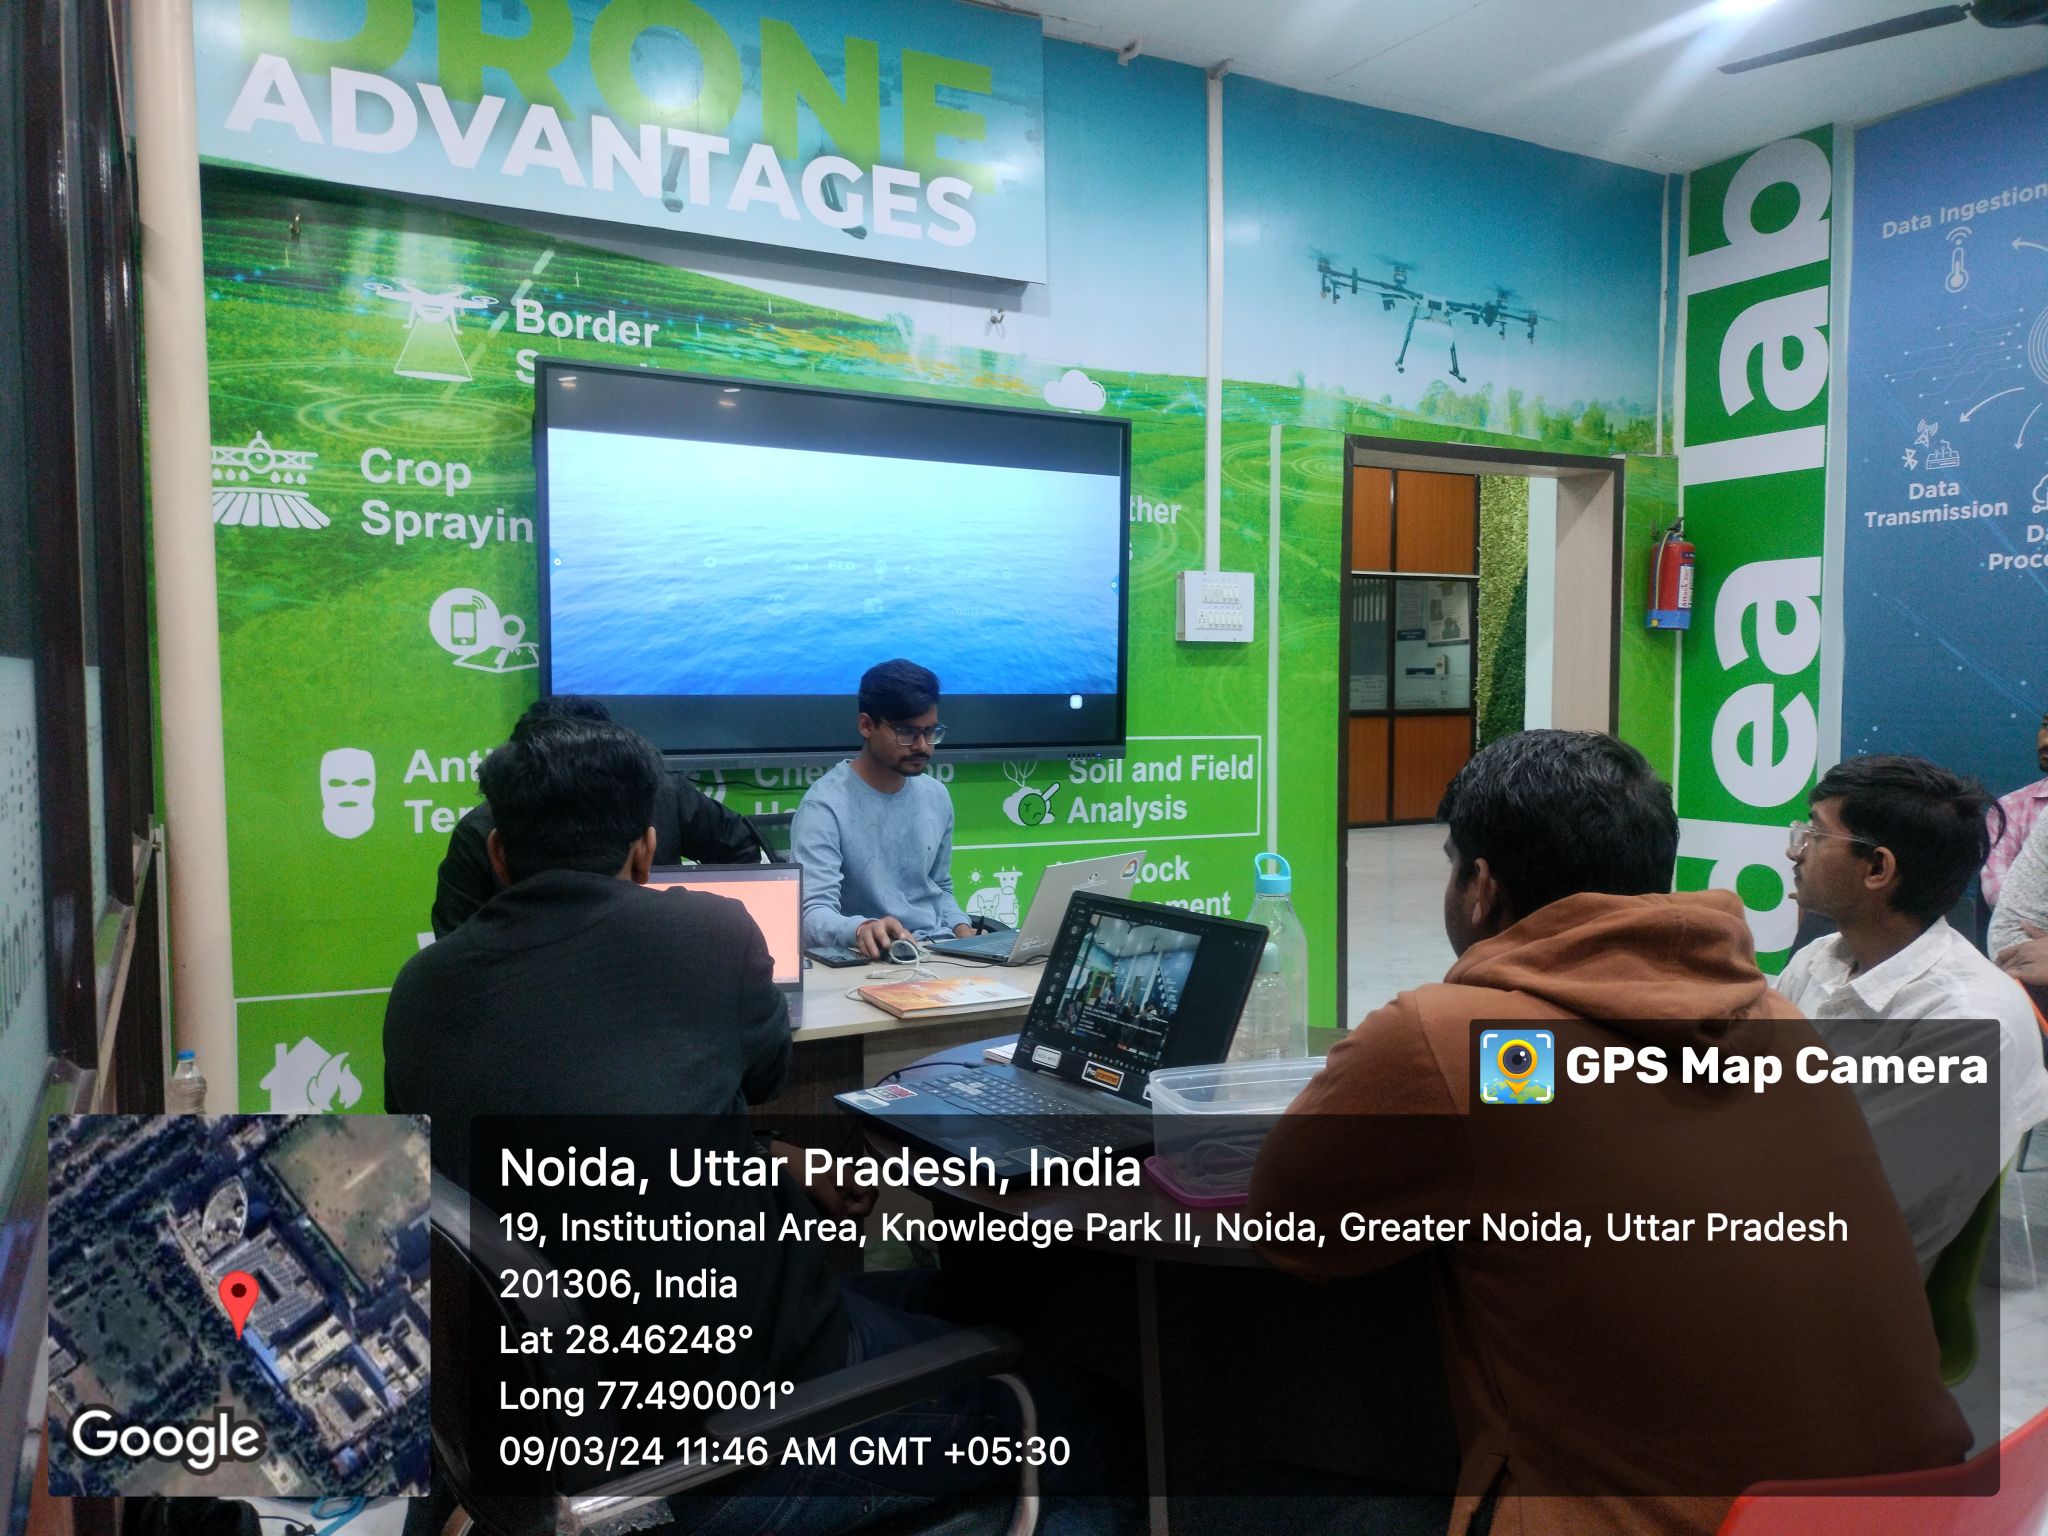 DRONE
ADVANTAGES
Border
Crop
Sprayin
ther
Anti
Ter
Soil and Field
Analysis
idea lab
Data Ingestion
Data
Transmission
GPS Map Camera
Noida, Uttar Pradesh, India
19, Institutional Area, Knowledge Park II, Noida, Greater Noida, Uttar Pradesh
201306, India
Lat 28.46248°
Long 77.490001°
09/03/24 11:46 AM GMT +05:30
Google